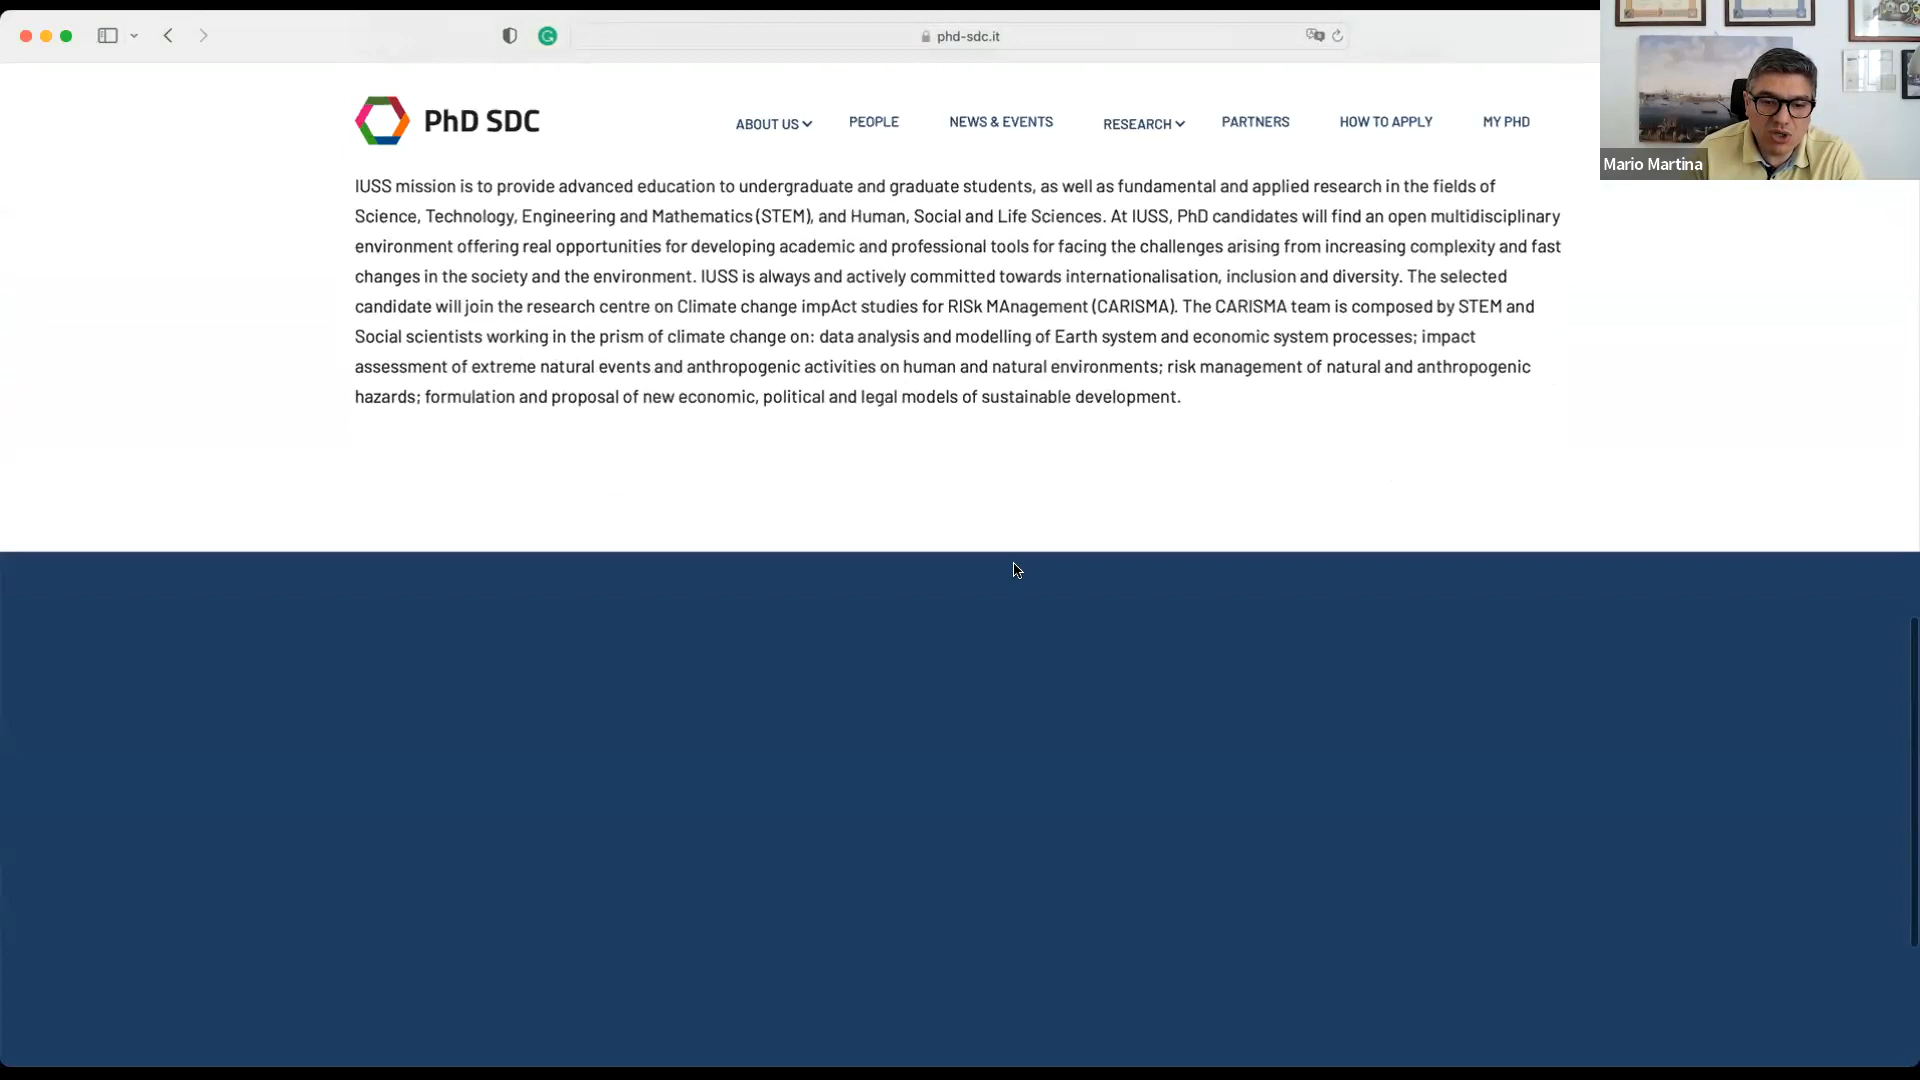 phd-sdc.it
PhD SDC
ABOUT US
PEOPLE
NEWS & EVENTS
RESEARCH
PARTNERS
HOW TO APPLY
MY PHD
Mario Martina
IUSS mission is to provide advanced education to undergraduate and graduate students, as well as fundamental and applied research in the fields of
Science, Technology, Engineering and Mathematics (STEM), and Human, Social and Life Sciences. At IUSS, PhD candidates will find an open multidisciplinary
environment offering real opportunities for developing academic and professional tools for facing the challenges arising from increasing complexity and fast
changes in the society and the environment. IUSS is always and actively committed towards internationalisation, inclusion and diversity. The selected
candidate will join the research centre on Climate change impAct studies for RISk MAnagement (CARISMA). The CARISMA team is composed by STEM and
Social scientists working in the prism of climate change on: data analysis and modelling of Earth system and economic system processes; impact
assessment of extreme natural events and anthropogenic activities on human and natural environments; risk management of natural and anthropogenic
hazards; formulation and proposal of new economic, political and legal models of sustainable development.